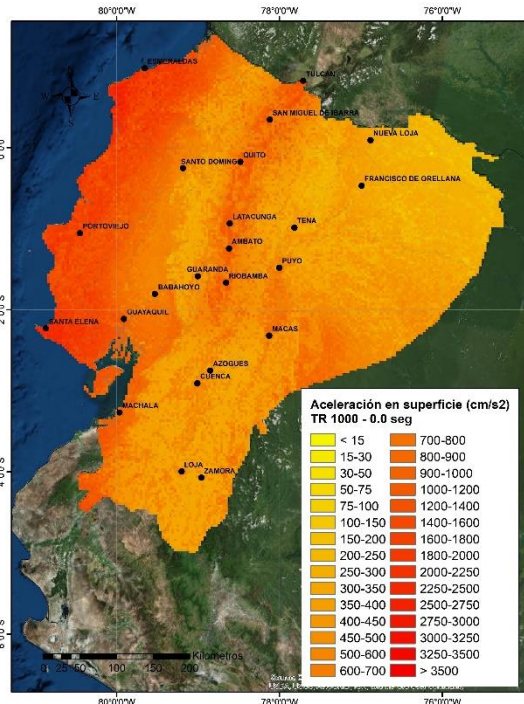 80°0'0"W 78°0'0"W 76°0'0"W
ESMERALDAS
TULCAN
SAN MIGUEL DE IBARRA
NUEVA LOJA
QUITO
SANTO DOMINGO
FRANCISCO DE ORELLANA
LATACUNGA
TENA
PORTOVIEJO
AMBATO
PUYO
GUARANDA
RIOBAMBA
BABAHOYO
GUAYAQUIL
SANTA ELENA
MACAS
AZOGUES
CUENCA
MACHALA
LOJA
ZAMORA
2°0'0"S
4°0'0"S
6°0'0"S
Aceleración en superficie (cm/s2)
TR 1000 - 0.0 seg
< 15 700-800
15-30 800-900
30-50 900-1000
50-75 1000-1200
75-100 1200-1400
100-150 1400-1600
150-200 1600-1800
200-250 1800-2000
250-300 2000-2250
300-350 2250-2500
350-400 2500-2750
400-450 2750-3000
450-500 3000-3250
500-600 3250-3500
600-700 > 3500
0 25 50 100 150 200 Kilometros
80°0'0"W 78°0'0"W 76°0'0"W